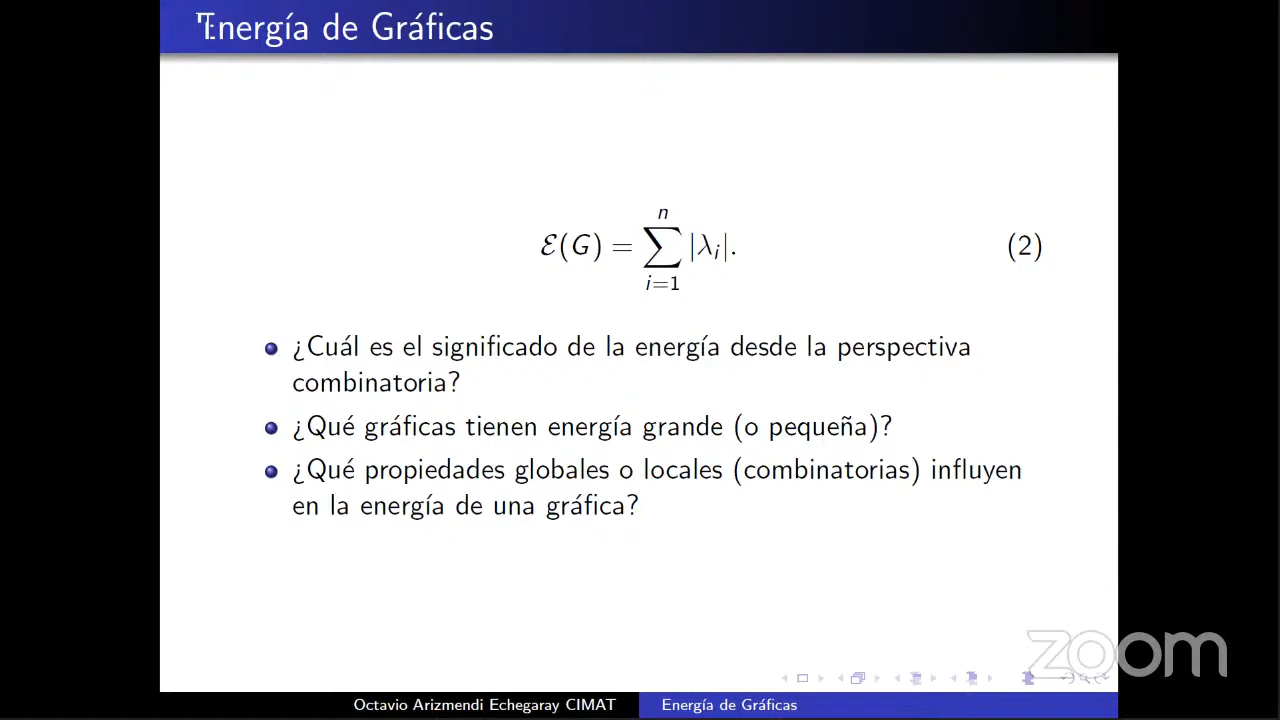 Energía de Gráficas
n
ℰ(G) = ∑ |λᵢ|. (2)
i=1
¿Cuál es el significado de la energía desde la perspectiva
combinatoria?
¿Qué gráficas tienen energía grande (o pequeña)?
¿Qué propiedades globales o locales (combinatorias) influyen
en la energía de una gráfica?
zoom
Octavio Arizmendi Echegaray CIMAT Energía de Gráficas